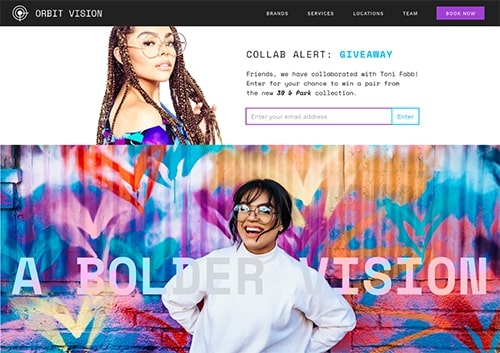 ORBIT VISION
BRANDS SERVICES LOCATIONS TEAM BOOK NOW
COLLAB ALERT: GIVEAWAY
Friends, we have collaborated with Toni Fabb!
Enter for your chance to win a pair from
the new 39 & Park collection.
Enter your email address Enter
A BOLDER VISION